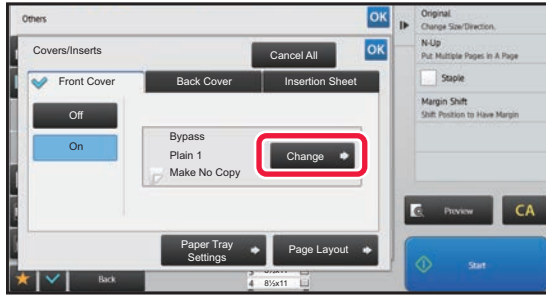 Others
OK
Covers/Inserts
Cancel All
OK
Front Cover
Back Cover
Insertion Sheet
Off
On
Bypass
Plain 1
Make No Copy
Change
Paper Tray
Settings
Page Layout
Back
4 8½x11
Original
Change Size/Direction.
N-Up
Put Multiple Pages In A Page
Staple
Margin Shift
Shift Position to Have Margin
Preview
CA
Start